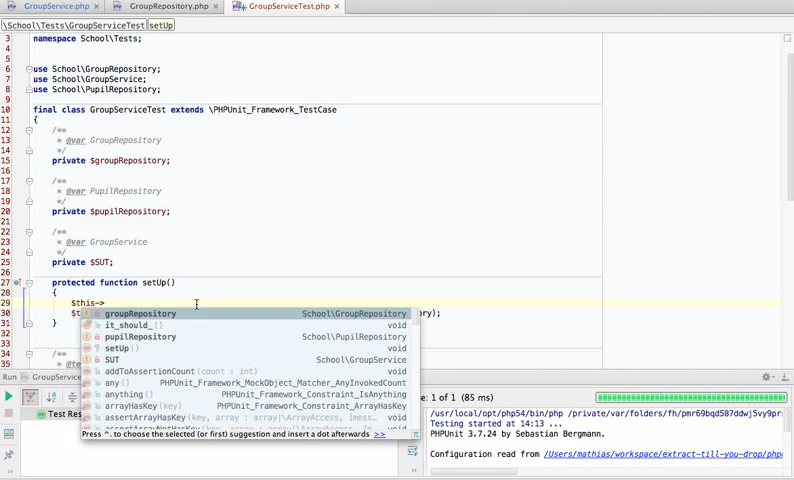 GroupService.php × GroupRepository.php × GroupServiceTest.php ×
\School\Tests\GroupServiceTest setUp
3 namespace School\Tests;
4
5
6 use School\GroupRepository;
7 use School\GroupService;
8 use School\PupilRepository;
9
10 final class GroupServiceTest extends \PHPUnit_Framework_TestCase
11 {
12 /**
13 * @var GroupRepository
14 */
15 private $groupRepository;
16
17 /**
18 * @var PupilRepository
19 */
20 private $pupilRepository;
21
22 /**
23 * @var GroupService
24 */
25 private $SUT;
26
27 protected function setUp()
28 {
29 $this->
30 ory);
31 }
groupRepository School\GroupRepository
it_should_() void
pupilRepository School\PupilRepository
setUp() void
SUT School\GroupService
addToAssertionCount(count : int) void
any() PHPUnit_Framework_MockObject_Matcher_AnyInvokedCount
anything() PHPUnit_Framework_Constraint_IsAnything
arrayHasKey(key) PHPUnit_Framework_Constraint_ArrayHasKey
assertArrayHasKey(key, array : array|\ArrayAccess, [mess... void
Press ^. to choose the selected (or first) suggestion and insert a dot afterwards >>
34 /**
35
Run GroupService
e: 1 of 1 (85 ms)
Test Res
/usr/local/opt/php54/bin/php /private/var/folders/fh/pmr69bqd587ddwj5vy9prs
Testing started at 14:13 ...
PHPUnit 3.7.24 by Sebastian Bergmann.
Configuration read from /Users/mathias/workspace/extract-till-you-drop/php